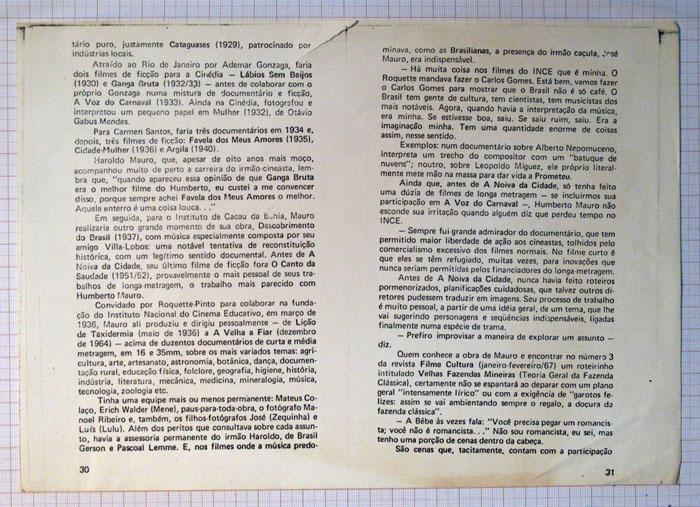 tário puro, justamente Cataguases (1929), patrocinado por
indústrias locais.
Atraído ao Rio de Janeiro por Ademar Gonzaga, faria
dois filmes de ficção para a Cinédia — Lábios Sem Beijos
(1930) e Ganga Bruta (1932/33) — antes de colaborar com o
próprio Gonzaga numa mistura de documentário e ficção,
A Voz do Carnaval (1933). Ainda na Cinédia, fotografou e
interpretou um pequeno papel em Mulher (1932), de Otávio
Gabus Mendes.
Para Carmen Santos, faria três documentários em 1934 e,
depois, três filmes de ficção: Favela dos Meus Amores (1935),
Cidade-Mulher (1936) e Argila (1940).
Haroldo Mauro, que, apesar de oito anos mais moço,
acompanhou muito de perto a carreira do irmão-cineasta, lem-
bra que, "quando apareceu essa opinião de que Ganga Bruta
era o melhor filme do Humberto, eu custei a me convencer
disso, porque sempre achei Favela dos Meus Amores o melhor.
Aquele enterro é uma coisa louca. . ."
Em seguida, para o Instituto de Cacau da Bahia, Mauro
realizaria outro grande momento de sua obra, Descobrimento
do Brasil (1937), com música especialmente composta por seu
amigo Villa-Lobos: uma notável tentativa de reconstituição
histórica, com um legítimo sentido documental. Antes de A
Noiva da Cidade, seu último filme de ficção fora O Canto da
Saudade (1951/52), provavelmente o mais pessoal de seus tra-
balhos de longa-metragem, o trabalho mais parecido com
Humberto Mauro.
Convidado por Roquette-Pinto para colaborar na funda-
ção do Instituto Nacional do Cinema Educativo, em março de
1936, Mauro ali produziu e dirigiu pessoalmente — de Lição
de Taxidermia (maio de 1936) a A Velha a Fiar (dezembro
de 1964) — acima de duzentos documentários de curta e média
metragem, em 16 e 35mm, sobre os mais variados temas: agri-
cultura, arte, artesanato, astronomia, botânica, dança, documen-
tação rural, educação física, folclore, geografia, higiene, história,
indústria, literatura, mecânica, medicina, mineralogia, música,
tecnologia, zoologia etc.
Tinha uma equipe mais ou menos permanente: Mateus Co-
laço, Erich Walder (Mene), paus-para-toda-obra, o fotógrafo Ma-
noel Ribeiro e, também, os filhos-fotógrafos José (Zequinha) e
Luís (Lulu). Além dos peritos que consultava sobre cada assun-
to, havia a assessoria permanente do irmão Haroldo, de Brasil
Gerson e Pascoal Lemme. E, nos filmes onde a música predo-
30
minava, como as Brasilianas, a presença do irmão caçula, José
Mauro, era indispensável.
— Há muita coisa nos filmes do INCE que é minha. O
Roquette mandava fazer o Carlos Gomes. Está bem, vamos fazer
o Carlos Gomes para mostrar que o Brasil não é só café. O
Brasil tem gente de cultura, tem cientistas, tem musicistas dos
mais notáveis. Agora, quando havia a interpretação da música,
era minha. Se estivesse boa, saiu. Se saiu ruim, saiu. Era a
imaginação minha. Tem uma quantidade enorme de coisas
assim, nesse sentido.
Exemplos: num documentário sobre Alberto Nepomuceno,
interpreta um trecho do compositor com um "batuque de
nuvens"; noutro, sobre Leopoldo Miguez, ele próprio literal-
mente mete mão na massa para dar vida a Prometeu.
Ainda que, antes de A Noiva da Cidade, só tenha feito
uma dúzia de filmes de longa metragem — se incluirmos sua
participação em A Voz do Carnaval —, Humberto Mauro não
esconde sua irritação quando alguém diz que perdeu tempo no
INCE.
— Sempre fui grande admirador do documentário, que tem
permitido maior liberdade de ação aos cineastas, tolhidos pelo
comercialismo excessivo dos filmes normais. No filme curto é
que eles se têm refugiado, muitas vezes, para inovações que
nunca seriam permitidas pelos financiadores do longa-metragem.
Antes de A Noiva da Cidade, nunca havia feito roteiros
pormenorizados, planificações cuidadosas, que talvez outros di-
retores pudessem traduzir em imagens. Seu processo de trabalho
é muito pessoal, a partir de uma idéia geral, de um tema, que lhe
vai sugerindo personagens e seqüências indispensáveis, ligadas
finalmente numa espécie de trama.
— Prefiro improvisar a maneira de explorar um assunto —
diz.
Quem conhece a obra de Mauro e encontrar no número 3
da revista Filme Cultura (janeiro-fevereiro/67) um roteirinho
intitulado Velhas Fazendas Mineiras (Teoria Geral da Fazenda
Clássica), certamente não se espantará ao deparar com um plano
geral "intensamente lírico" ou com a exigência de "garotos fe-
lizes: assim se vai ambientando sempre o regalo, a doçura da
fazenda clássica".
— A Bêbe às vezes fala: "Você precisa pegar um romancis-
ta; você não é romancista. . ." Não sou romancista, eu sei, mas
tenho uma porção de cenas dentro da cabeça.
São cenas que, tacitamente, contam com a participação
31